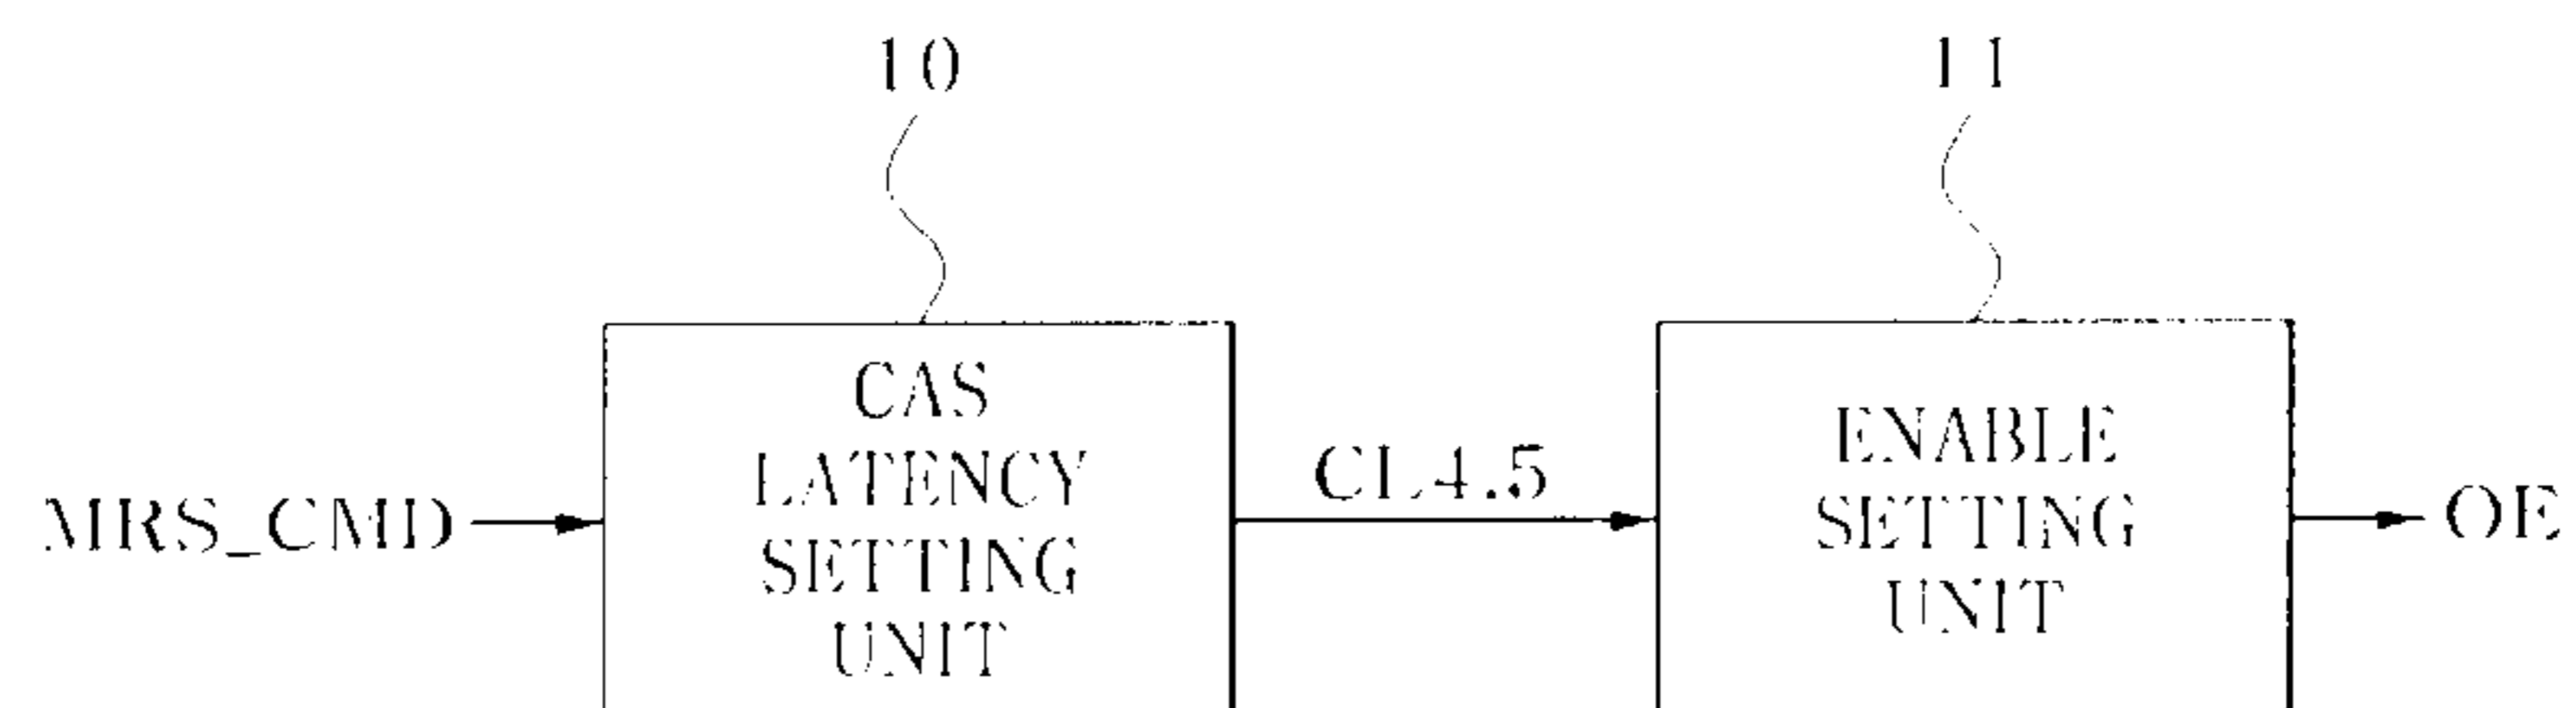 10
11
CAS
LATENCY
SETTING
UNIT
MRS_CMD
CL4.5
ENABLE
SETTING
UNIT
OE